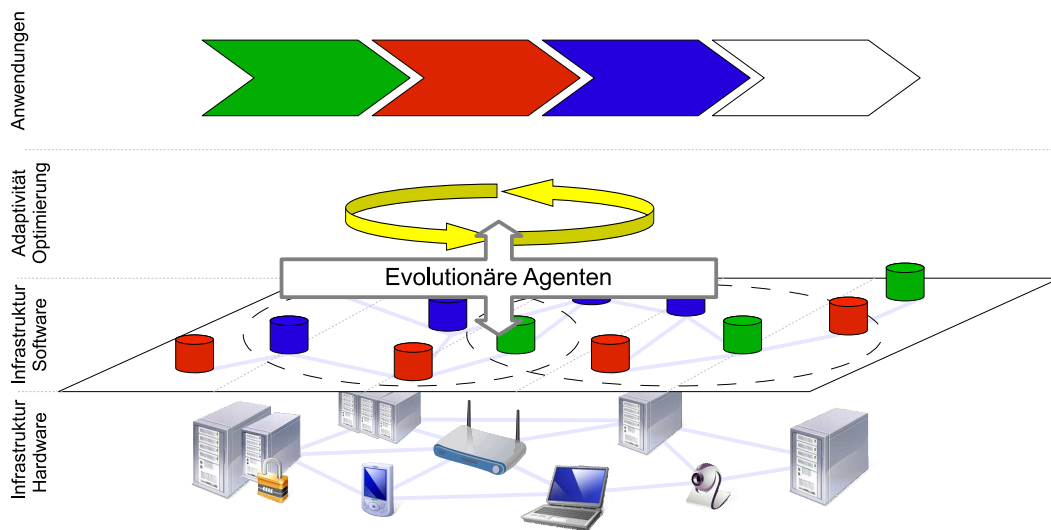 Anwendungen
Adaptivität
Optimierung
Evolutionäre Agenten
Infrastruktur
Software
Infrastruktur
Hardware